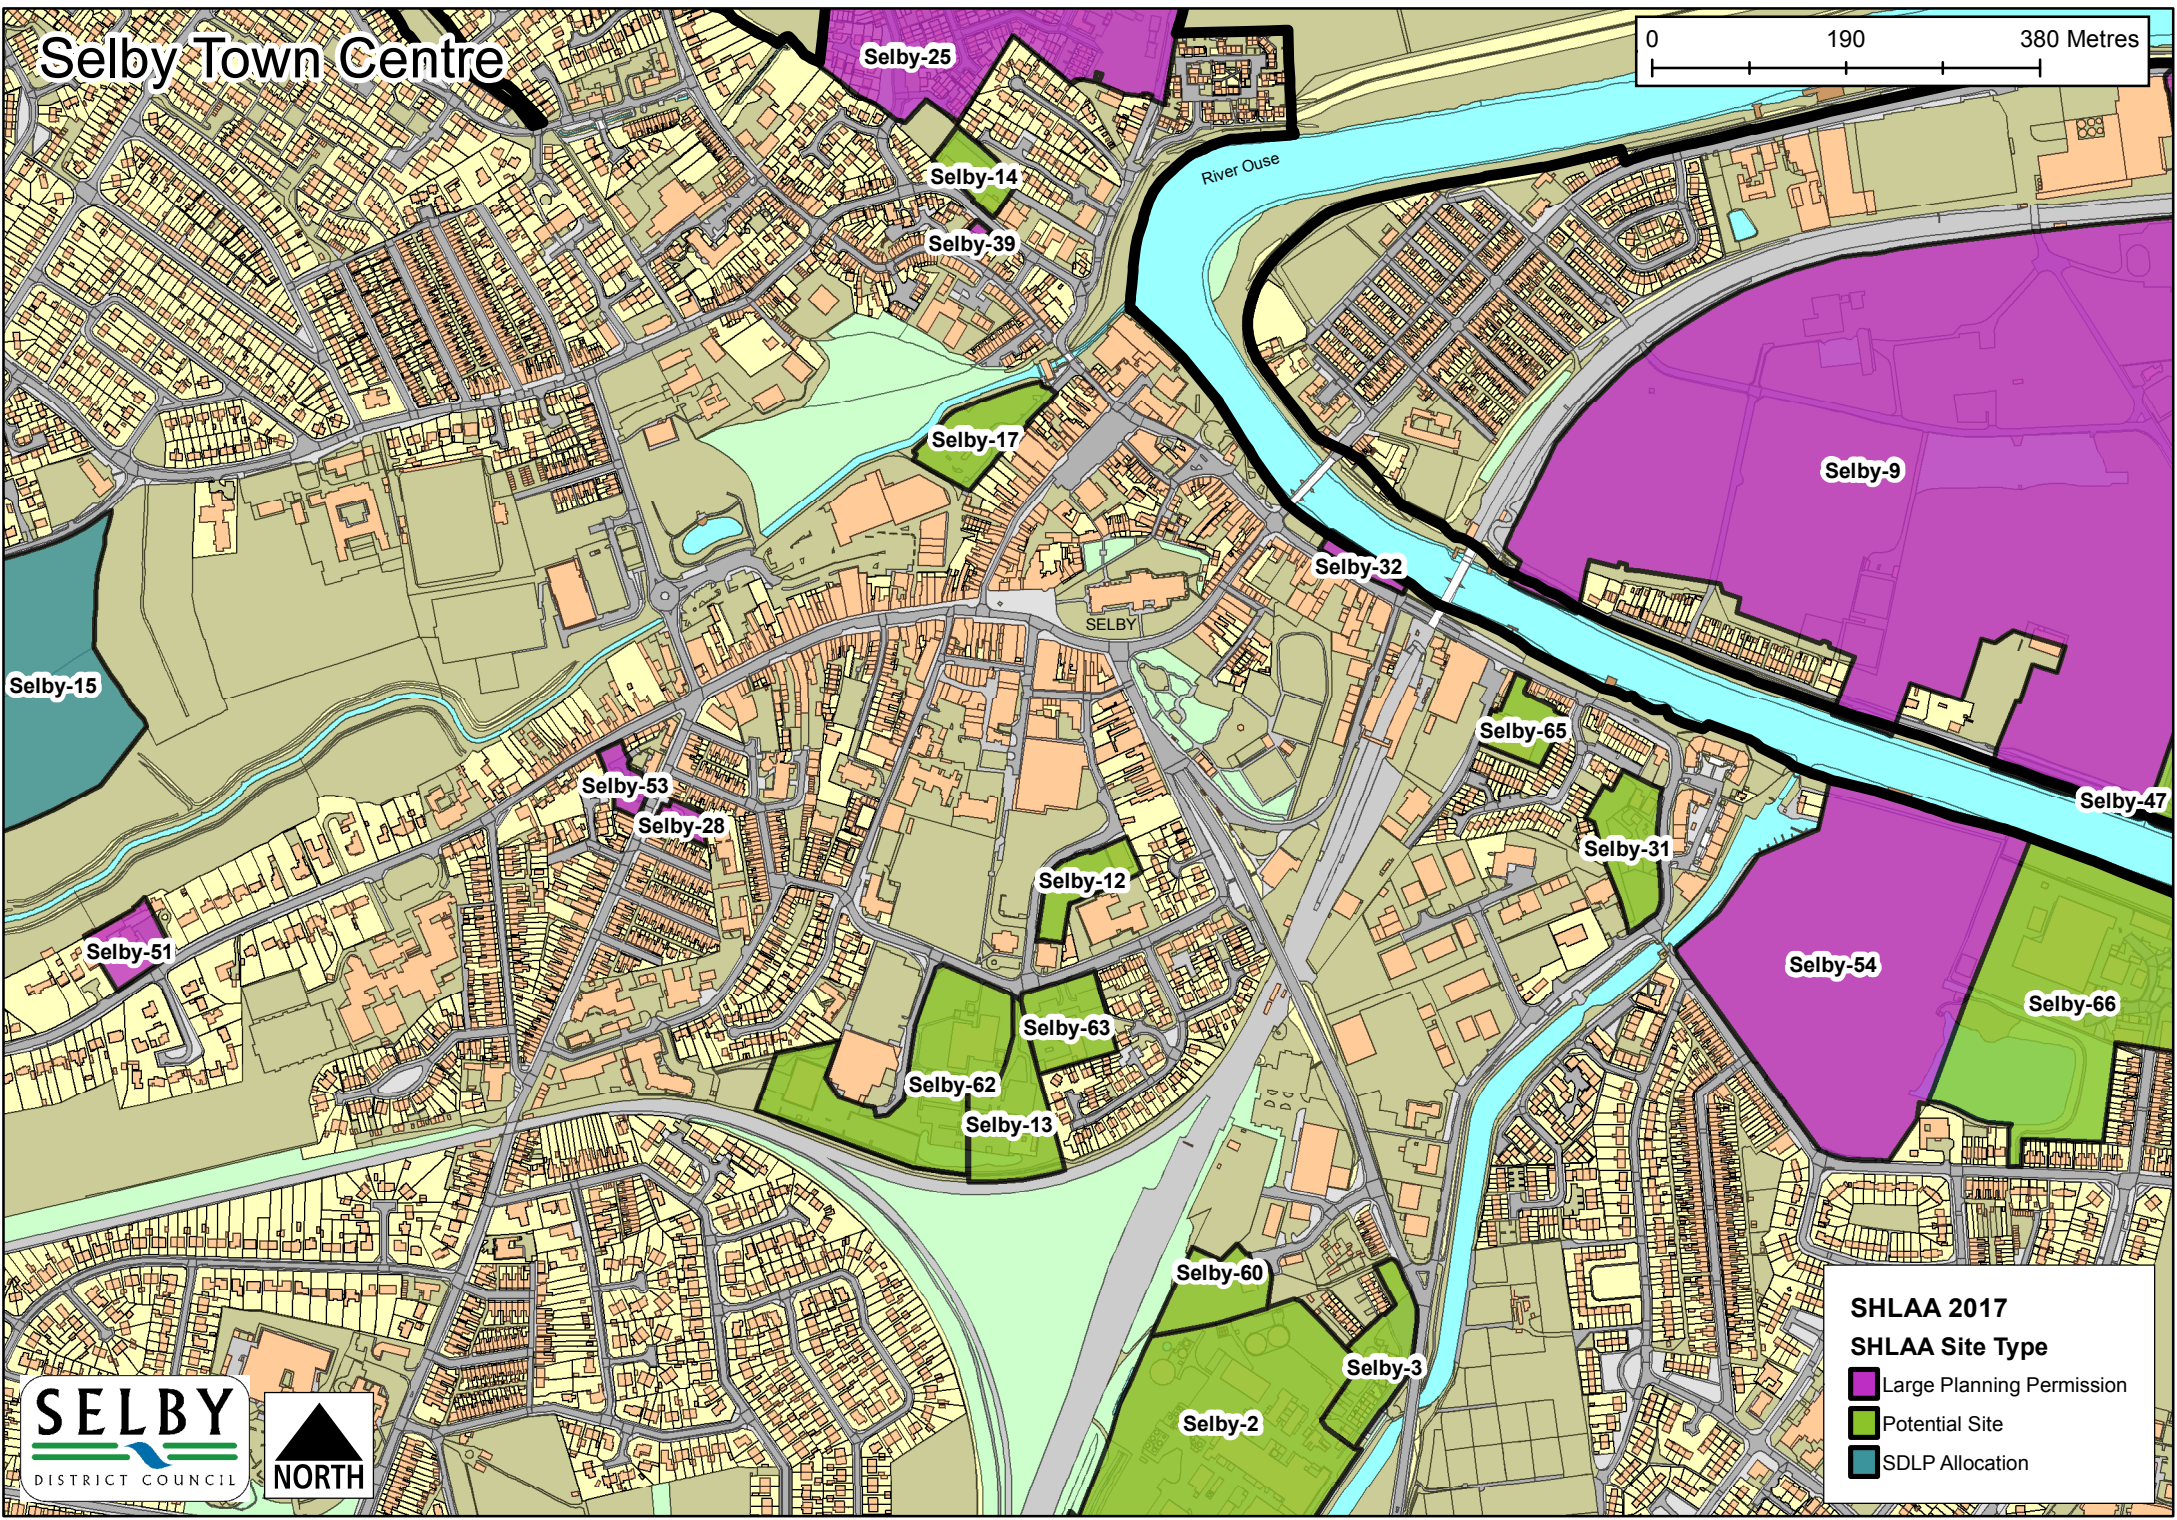 Selby Town Centre
0 190 380 Metres
Selby-25
River Ouse
Selby-14
Selby-39
Selby-17
Selby-9
Selby-32
SELBY
Selby-15
Selby-65
Selby-53
Selby-28
Selby-47
Selby-31
Selby-12
Selby-51
Selby-54
Selby-66
Selby-63
Selby-62
Selby-13
Selby-60
Selby-3
Selby-2
SHLAA 2017
SHLAA Site Type
Large Planning Permission
Potential Site
SDLP Allocation
SELBY
DISTRICT COUNCIL
NORTH